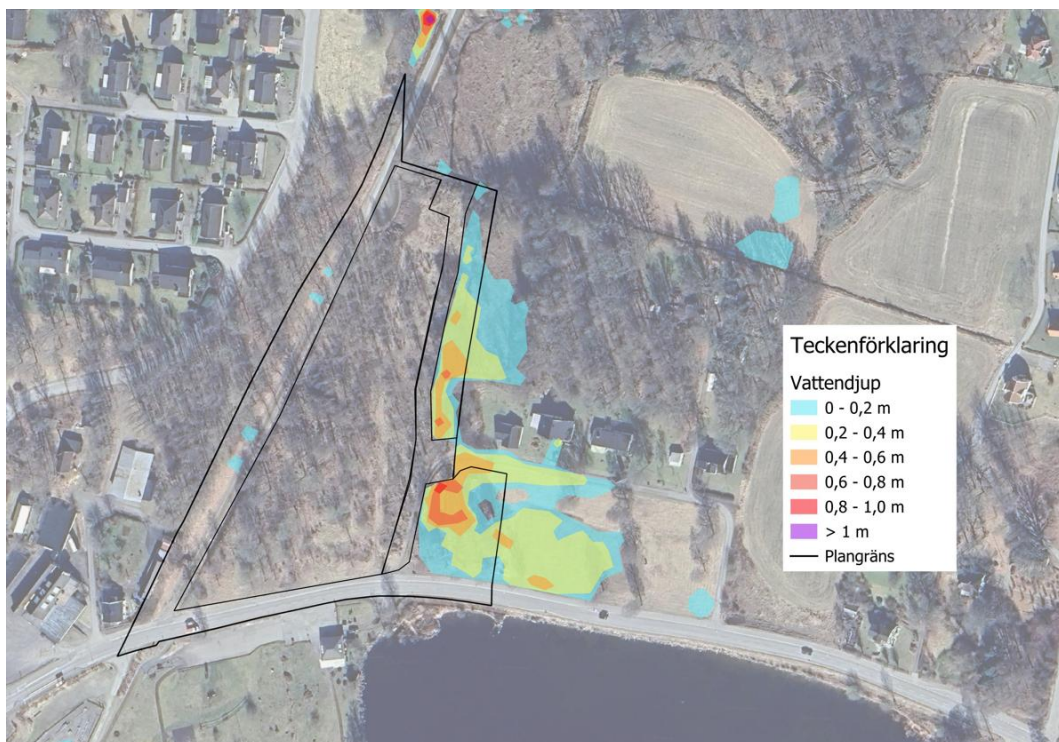 Teckenförklaring
Vattendjup
0 - 0,2 m
0,2 - 0,4 m
0,4 - 0,6 m
0,6 - 0,8 m
0,8 - 1,0 m
> 1 m
Plangräns